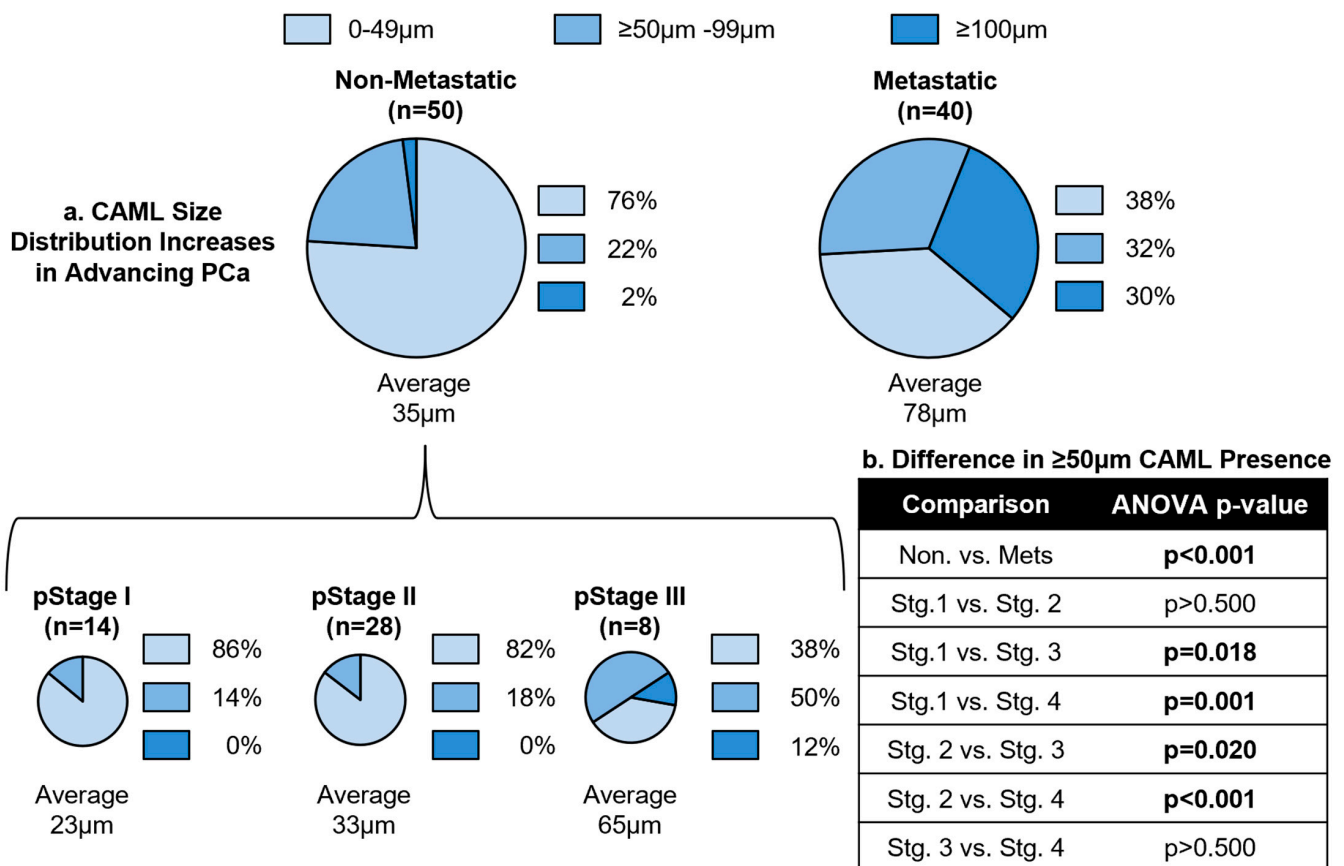 0-49µm
≥50µm -99µm
≥100µm
Non-Metastatic
(n=50)
Metastatic
(n=40)
a. CAML Size
Distribution Increases
in Advancing PCa
76%
22%
2%
38%
32%
30%
Average
35µm
Average
78µm
pStage I
(n=14)
86%
14%
0%
Average
23µm
pStage II
(n=28)
82%
18%
0%
Average
33µm
pStage III
(n=8)
38%
50%
12%
Average
65µm
b. Difference in ≥50µm CAML Presence
Comparison ANOVA p-value
Non. vs. Mets p<0.001
Stg.1 vs. Stg. 2 p>0.500
Stg.1 vs. Stg. 3 p=0.018
Stg.1 vs. Stg. 4 p=0.001
Stg. 2 vs. Stg. 3 p=0.020
Stg. 2 vs. Stg. 4 p<0.001
Stg. 3 vs. Stg. 4 p>0.500